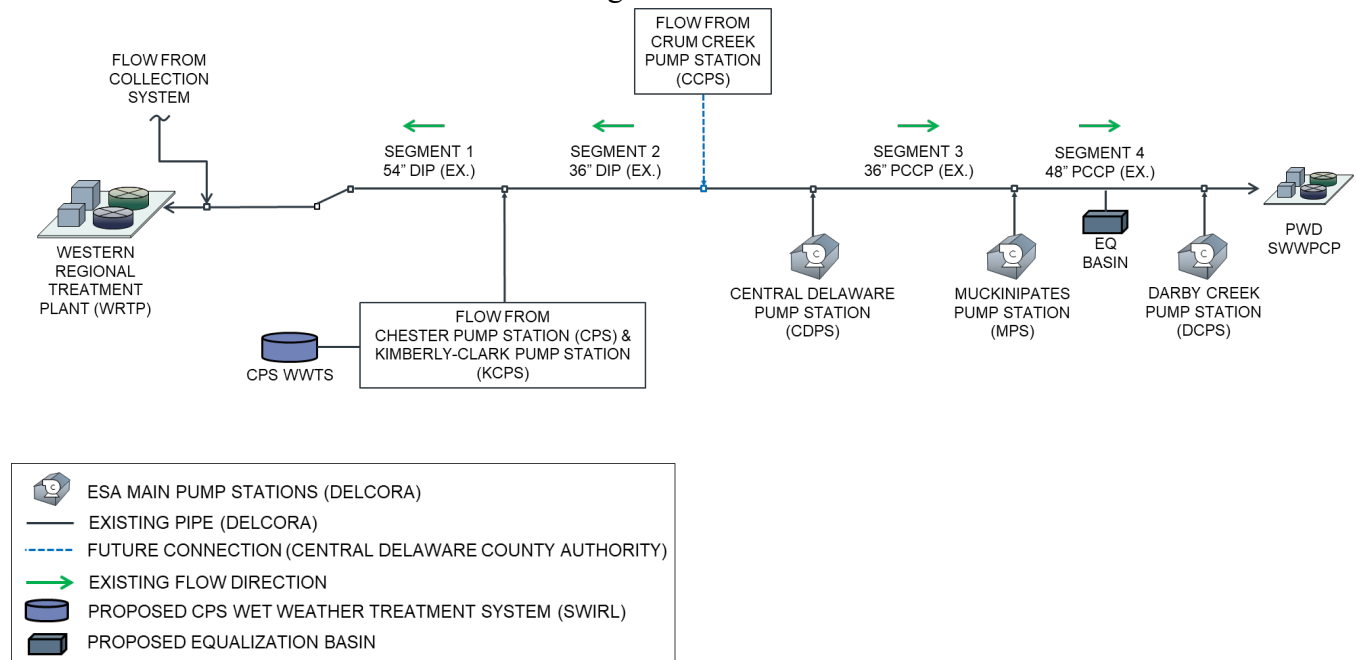 FLOW FROM
CRUM CREEK
PUMP STATION
(CCPS)
FLOW FROM
COLLECTION
SYSTEM
SEGMENT 1
54” DIP (EX.)
SEGMENT 2
36” DIP (EX.)
SEGMENT 3
36” PCCP (EX.)
SEGMENT 4
48” PCCP (EX.)
WESTERN
REGIONAL
TREATMENT
PLANT (WRTP)
C
CENTRAL DELAWARE
PUMP STATION
(CDPS)
C
MUCKINIPATES
PUMP STATION
(MPS)
EQ
BASIN
C
DARBY CREEK
PUMP STATION
(DCPS)
PWD
SWWPCP
FLOW FROM
CHESTER PUMP STATION (CPS) &
KIMBERLY-CLARK PUMP STATION
(KCPS)
CPS WWTS
C
ESA MAIN PUMP STATIONS (DELCORA)
EXISTING PIPE (DELCORA)
FUTURE CONNECTION (CENTRAL DELAWARE COUNTY AUTHORITY)
EXISTING FLOW DIRECTION
PROPOSED CPS WET WEATHER TREATMENT SYSTEM (SWIRL)
PROPOSED EQUALIZATION BASIN